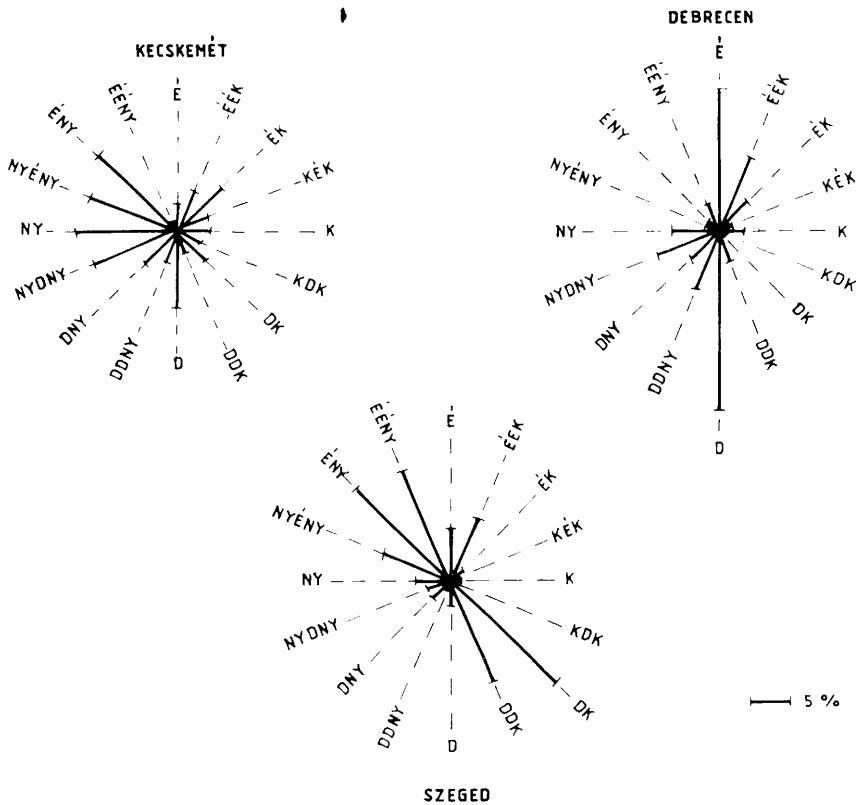 KECSKEMÉT
É
ÉÉK
ÉK
KÉK
K
KDK
DK
DDK
D
DDNY
DNY
NYDNY
NY
NYÉNY
ÉNY
ÉÉNY
DEBRECEN
É
ÉÉK
ÉK
KÉK
K
KDK
DK
DDK
D
DDNY
DNY
NYDNY
NY
NYÉNY
ÉNY
ÉÉNY
É
ÉÉK
ÉK
KÉK
K
KDK
DK
DDK
D
DDNY
DNY
NYDNY
NY
NYÉNY
ÉNY
ÉÉNY
5 %
SZEGED